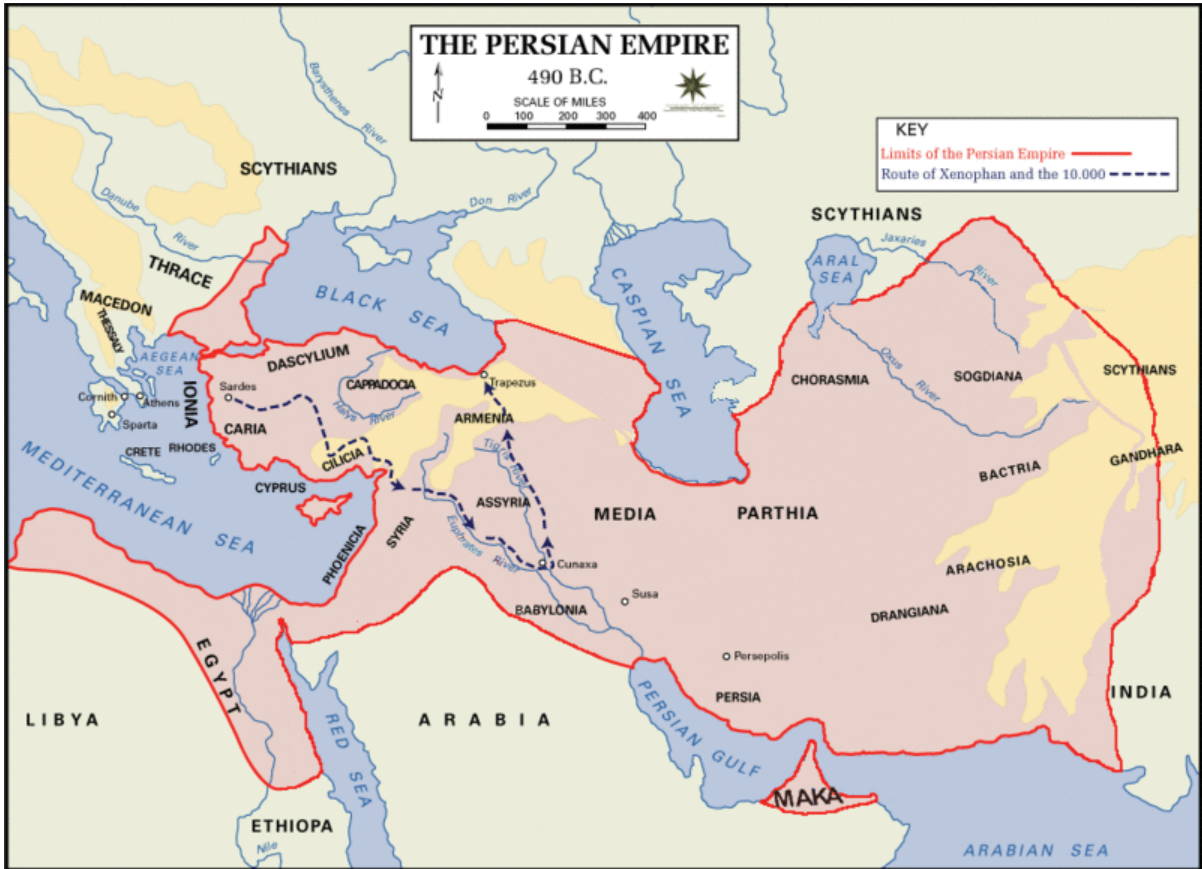 THE PERSIAN EMPIRE
490 B.C.
N
SCALE OF MILES
0 100 200 300 400
KEY
Limits of the Persian Empire
Route of Xenophan and the 10.000
Barysthenes
River
SCYTHIANS
Danube
River
Don River
SCYTHIANS
Jaxaries
River
ARAL
SEA
THRACE
BLACK SEA
CASPIAN
SEA
MACEDON
THESSALY
AEGEAN
SEA
IONIA
DASCYLIUM
CAPPADOCIA
Halys
River
Trapezus
Sardes
Cornith
Athens
Sparta
CARIA
ARMENIA
CHORASMIA
Oxus
River
SOGDIANA
SCYTHIANS
CRETE
RHODES
CILICIA
Tigris River
CYPRUS
MEDITERRANEAN SEA
PHOENICIA
SYRIA
ASSYRIA
Euphrates
River
MEDIA
PARTHIA
BACTRIA
GANDHARA
Cunaxa
ARACHOSIA
Susa
BABYLONIA
DRANGIANA
EGYPT
Persepolis
PERSIA
INDIA
LIBYA
ARABIA
RED
SEA
PERSIAN GULF
MAKA
ETHIOPA
Nile
ARABIAN SEA